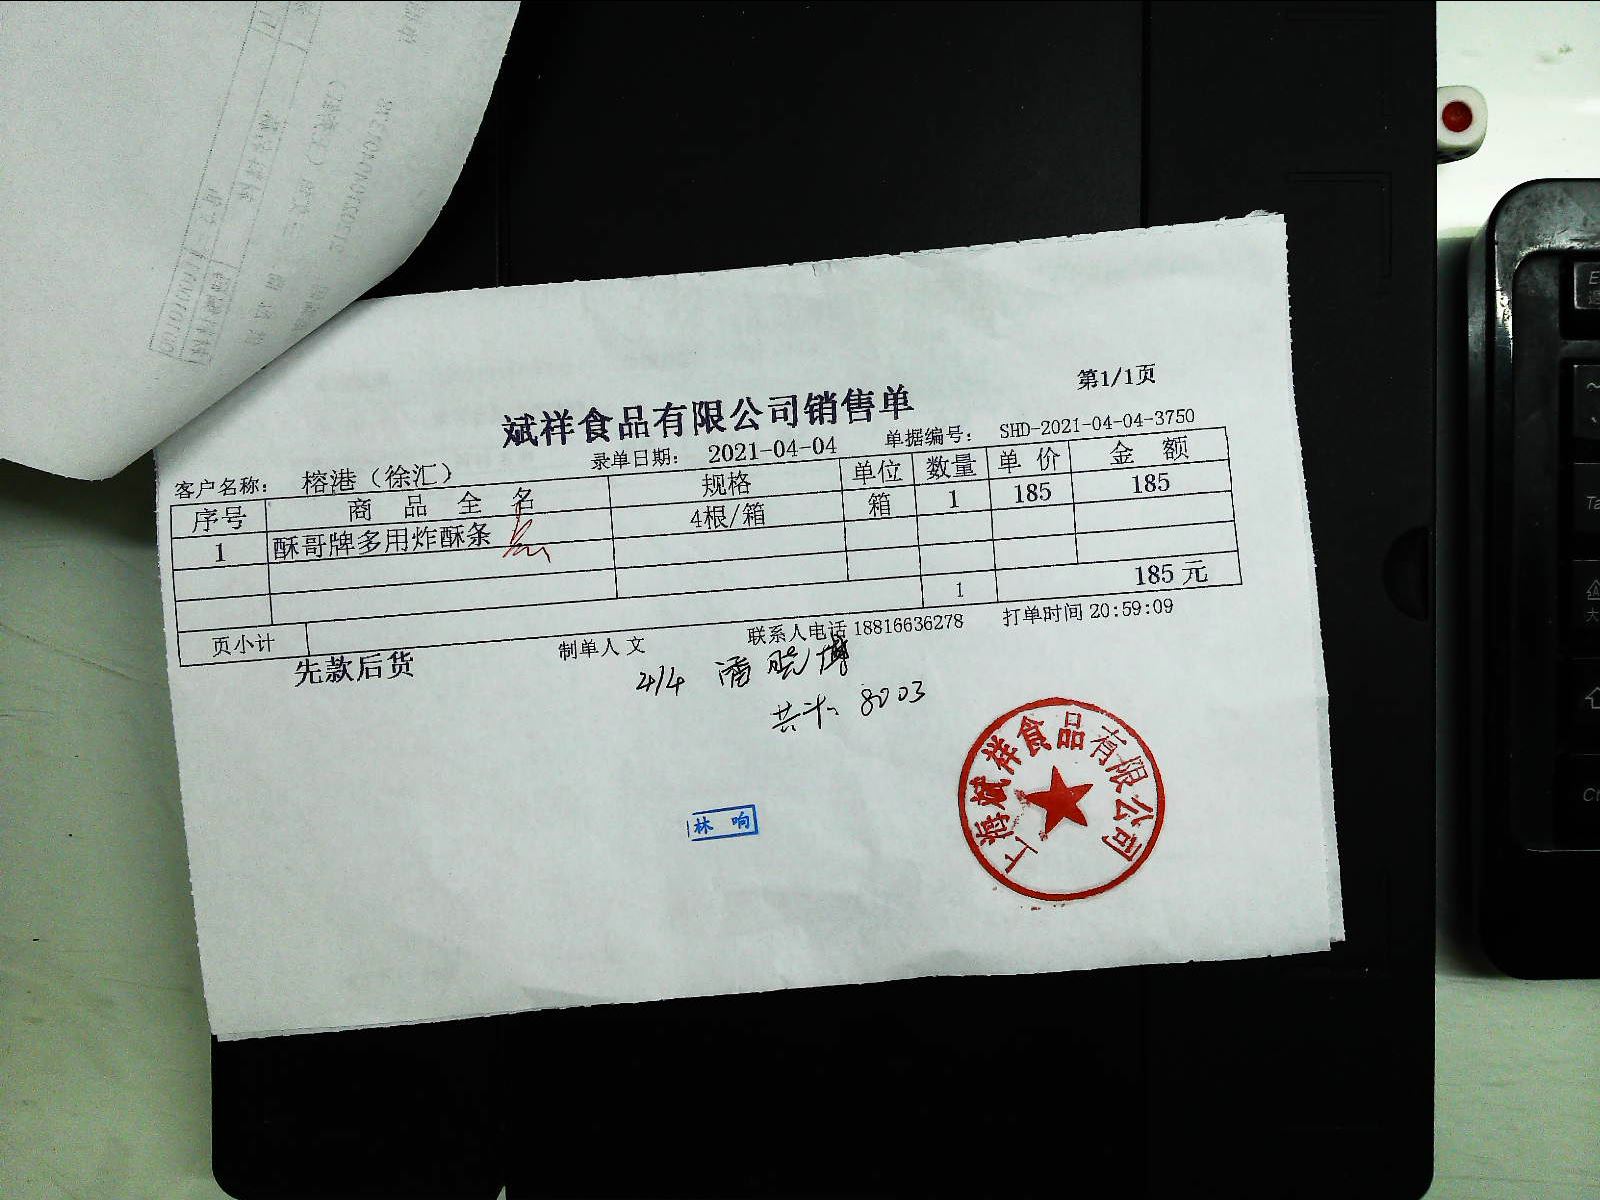 第1/1页
斌祥食品有限公司销售单
客户名称： 榕港（徐汇） 录单日期： 2021-04-04 单据编号： SHD-2021-04-04-3750
序号 商品全名 规格 单位 数量 单价 金额
1 酥哥牌多用炸酥条 4根/箱 箱 1 185 185
页小计 1 185元
先款后货 制单人 文 联系人电话 18816636278 打单时间 20:59:09
4/4 潘晓博
共计: 8003
林响
上海斌祥食品有限公司